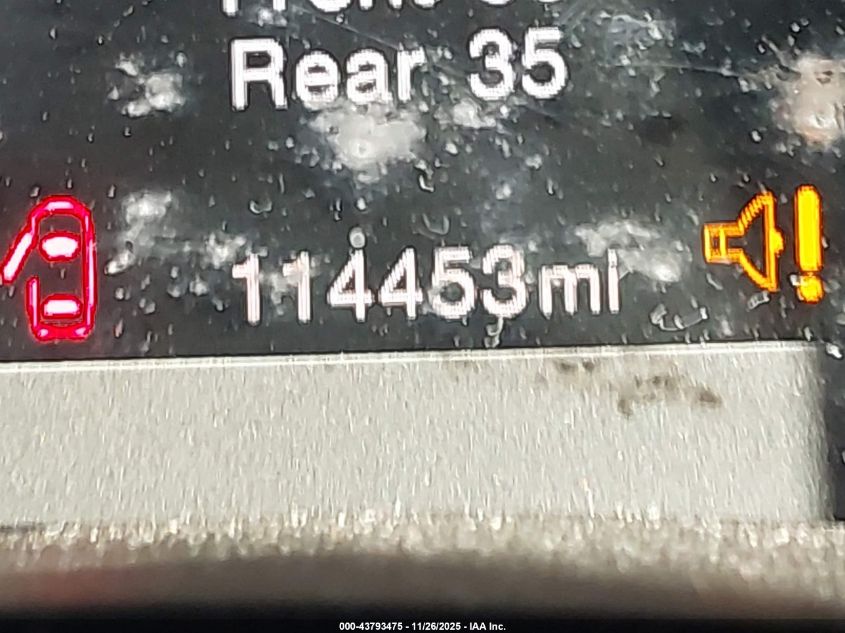 Rear 35
114453mi
000-43793475 - 11/26/2025 - IAA Inc.